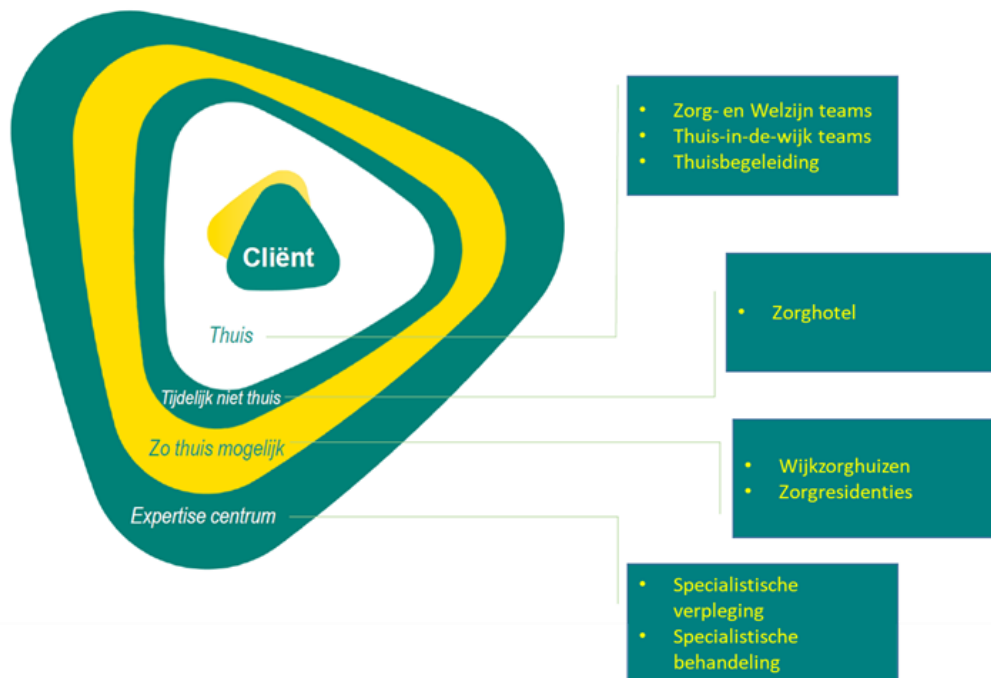 Cliënt
Thuis
Tijdelijk niet thuis
Zo thuis mogelijk
Expertise centrum
• Zorg- en Welzijn teams
• Thuis-in-de-wijk teams
• Thuisbegeleiding
• Zorghotel
• Wijkzorghuizen
• Zorgresidenties
• Specialistische
verpleging
• Specialistische
behandeling